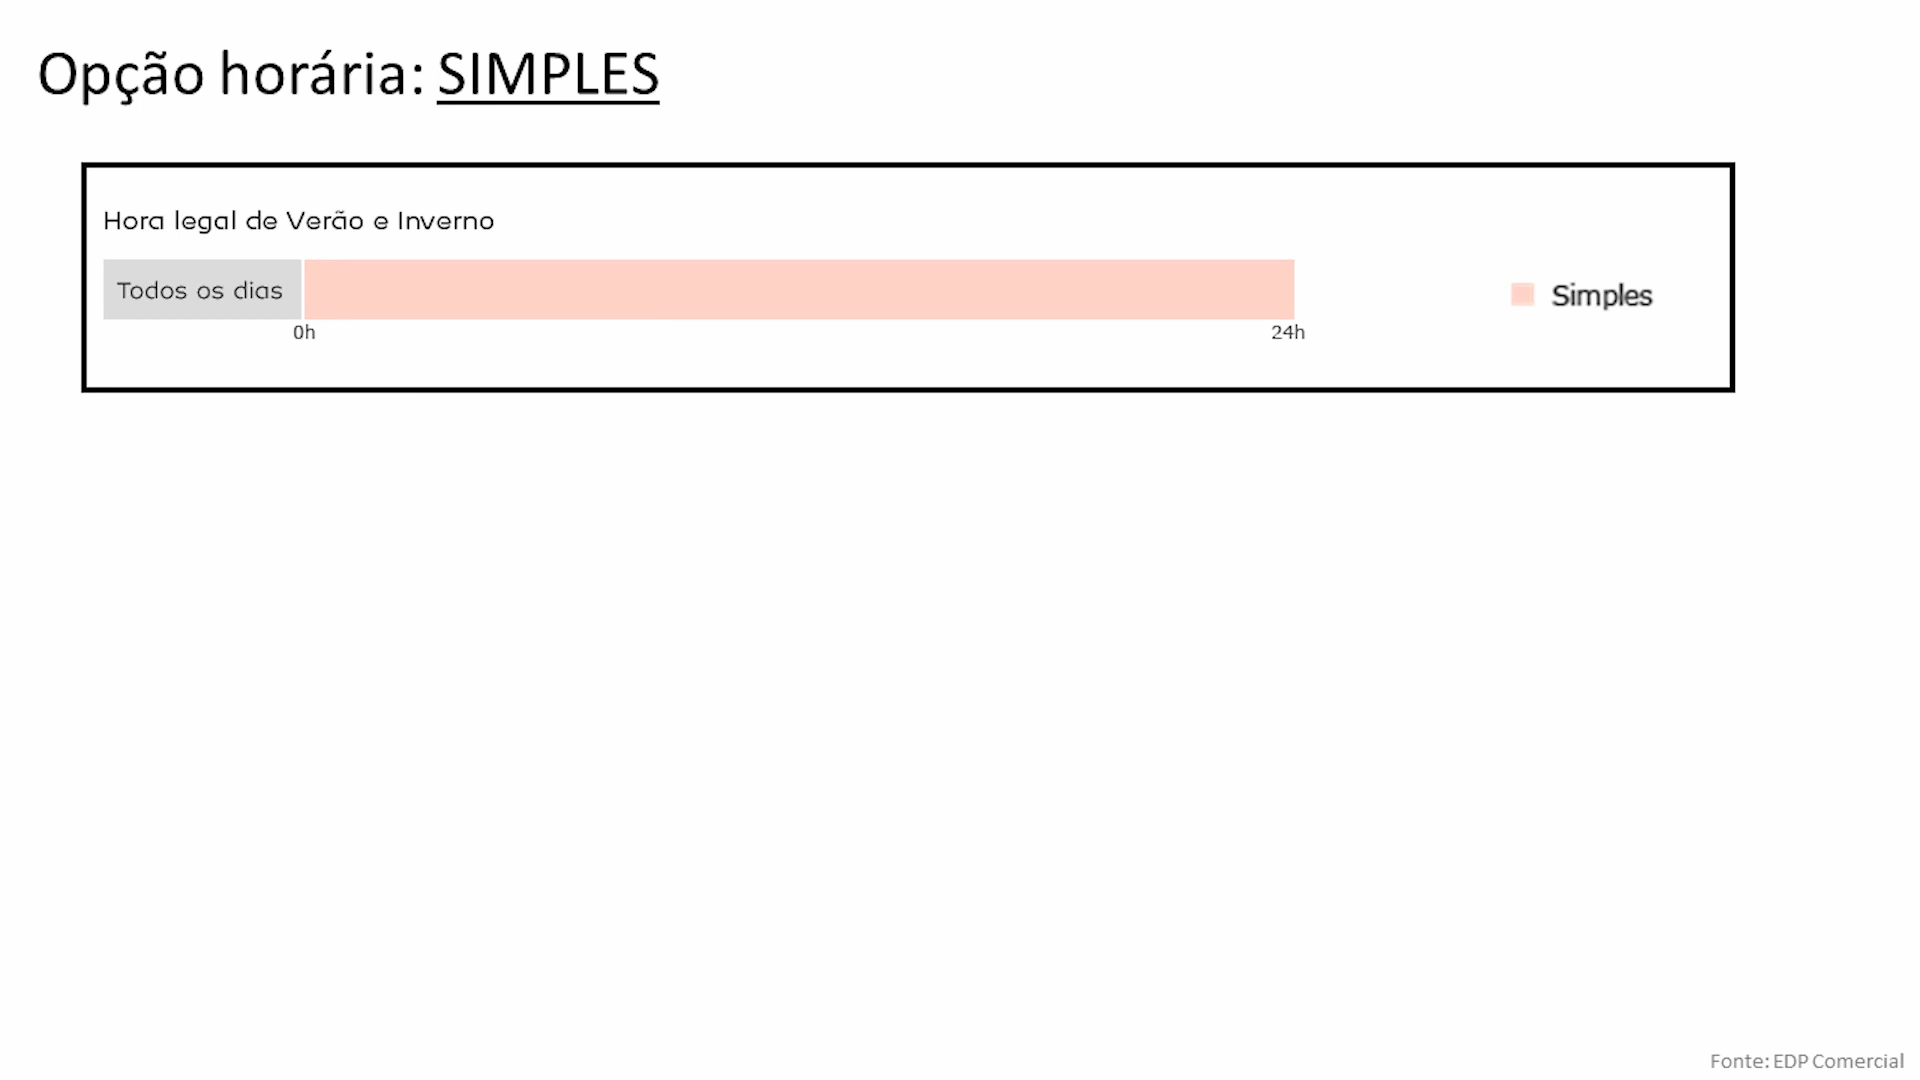 Opção horária: SIMPLES
Hora legal de Verão e Inverno
Todos os dias
0h
24h
Simples
Fonte: EDP Comercial